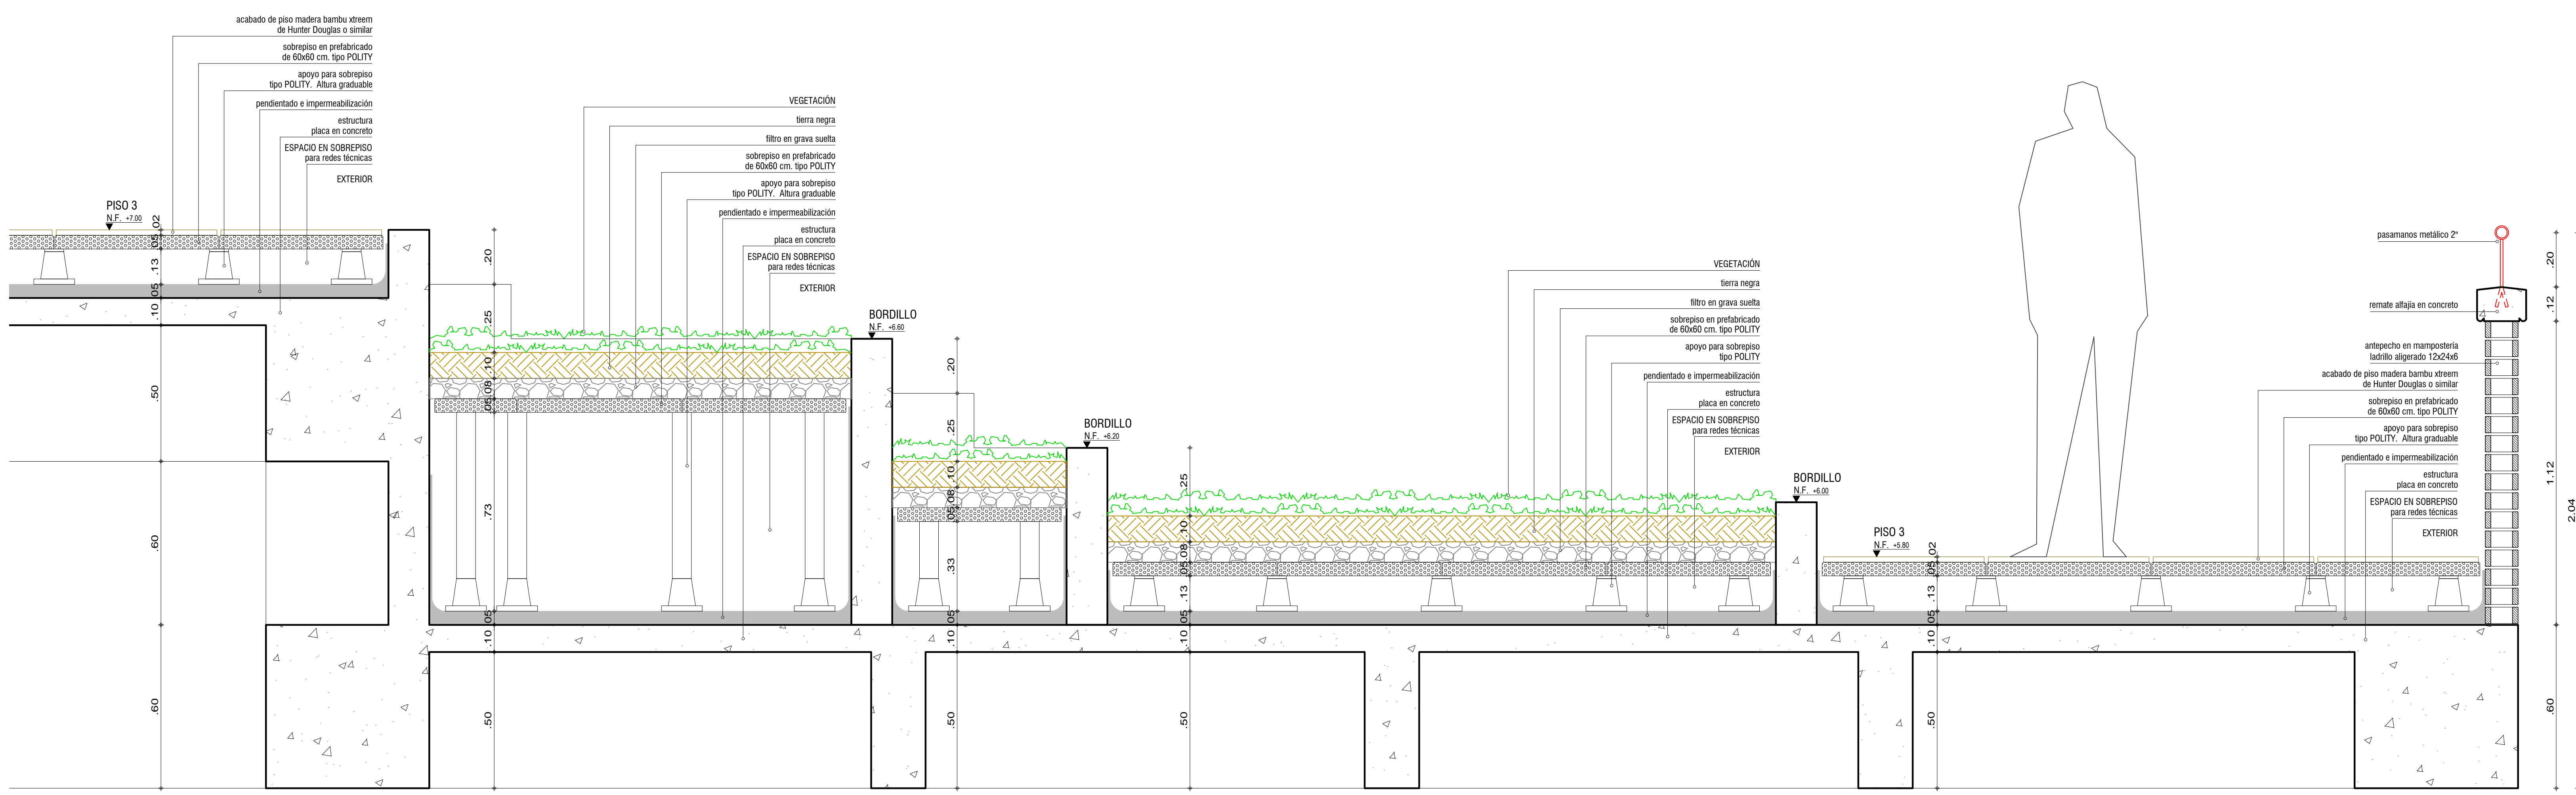 acabado de piso madera bambu xtreem
de Hunter Douglas o similar
sobrepiso en prefabricado
de 60x60 cm. tipo POLITY
apoyo para sobrepiso
tipo POLITY.  Altura graduable
pendientado e impermeabilización
estructura
placa en concreto
ESPACIO EN SOBREPISO
para redes técnicas
EXTERIOR
PISO 3
N.F. +7.00
.02
.05
.13
.05
.10
.50
.60
.60
VEGETACIÓN
tierra negra
filtro en grava suelta
sobrepiso en prefabricado
de 60x60 cm. tipo POLITY
apoyo para sobrepiso
tipo POLITY.  Altura graduable
pendientado e impermeabilización
estructura
placa en concreto
ESPACIO EN SOBREPISO
para redes técnicas
EXTERIOR
.20
.25
.10
.08
.05
.73
.05
.10
.50
BORDILLO
N.F. +6.60
.20
.25
.10
.08
.05
.33
.05
.10
.50
BORDILLO
N.F. +6.20
.25
.10
.08
.05
.13
.05
.10
.50
VEGETACIÓN
tierra negra
filtro en grava suelta
sobrepiso en prefabricado
de 60x60 cm. tipo POLITY
apoyo para sobrepiso
tipo POLITY
pendientado e impermeabilización
estructura
placa en concreto
ESPACIO EN SOBREPISO
para redes técnicas
EXTERIOR
BORDILLO
N.F. +6.00
PISO 3
N.F. +5.80
.02
.05
.13
.05
.10
.50
pasamanos metálico 2"
remate alfajia en concreto
antepecho en mampostería
ladrillo aligerado 12x24x6
acabado de piso madera bambu xtreem
de Hunter Douglas o similar
sobrepiso en prefabricado
de 60x60 cm. tipo POLITY
apoyo para sobrepiso
tipo POLITY.  Altura graduable
pendientado e impermeabilización
estructura
placa en concreto
ESPACIO EN SOBREPISO
para redes técnicas
EXTERIOR
.20
.12
1.12
.60
2.04